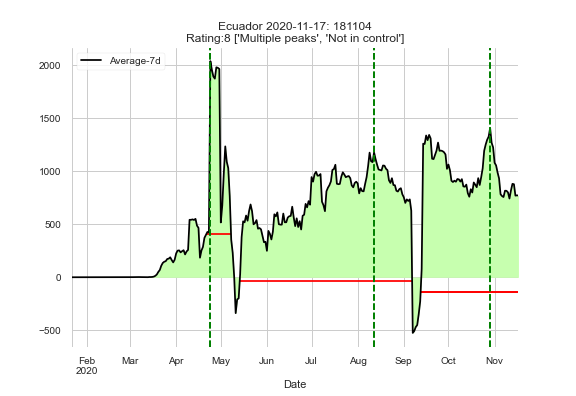 Ecuador 2020-11-17: 181104
Rating:8 ['Multiple peaks', 'Not in control']
Average-7d
2000
1500
1000
500
0
−500
Feb Mar Apr May Jun Jul Aug Sep Oct Nov
2020
Date